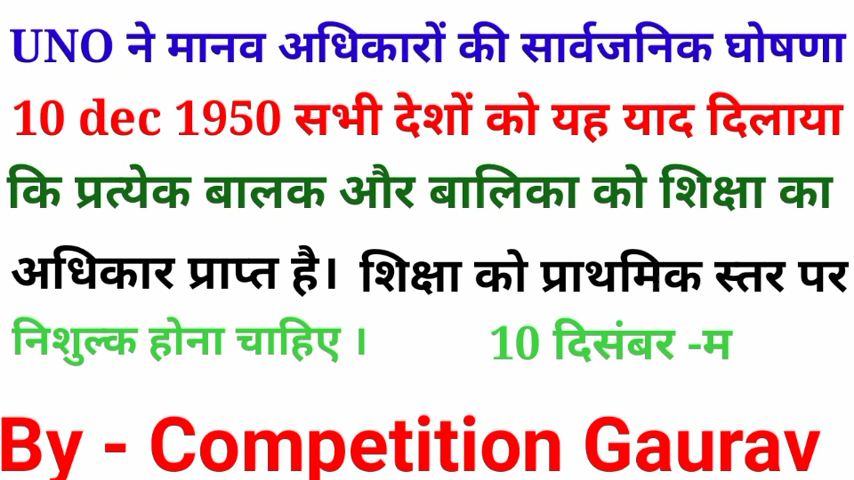 UNO ने मानव अधिकारों की सार्वजनिक घोषणा
10 dec 1950 सभी देशों को यह याद दिलाया
कि प्रत्येक बालक और बालिका को शिक्षा का
अधिकार प्राप्त है। शिक्षा को प्राथमिक स्तर पर
निशुल्क होना चाहिए । 10 दिसंबर -म
By - Competition Gaurav